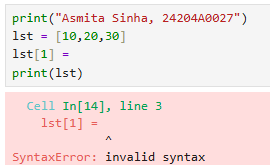 print("Asmita Sinha, 24204A0027")
lst = [10,20,30]
lst[1] =
print(lst)
Cell In[14], line 3
lst[1] =
^
SyntaxError: invalid syntax